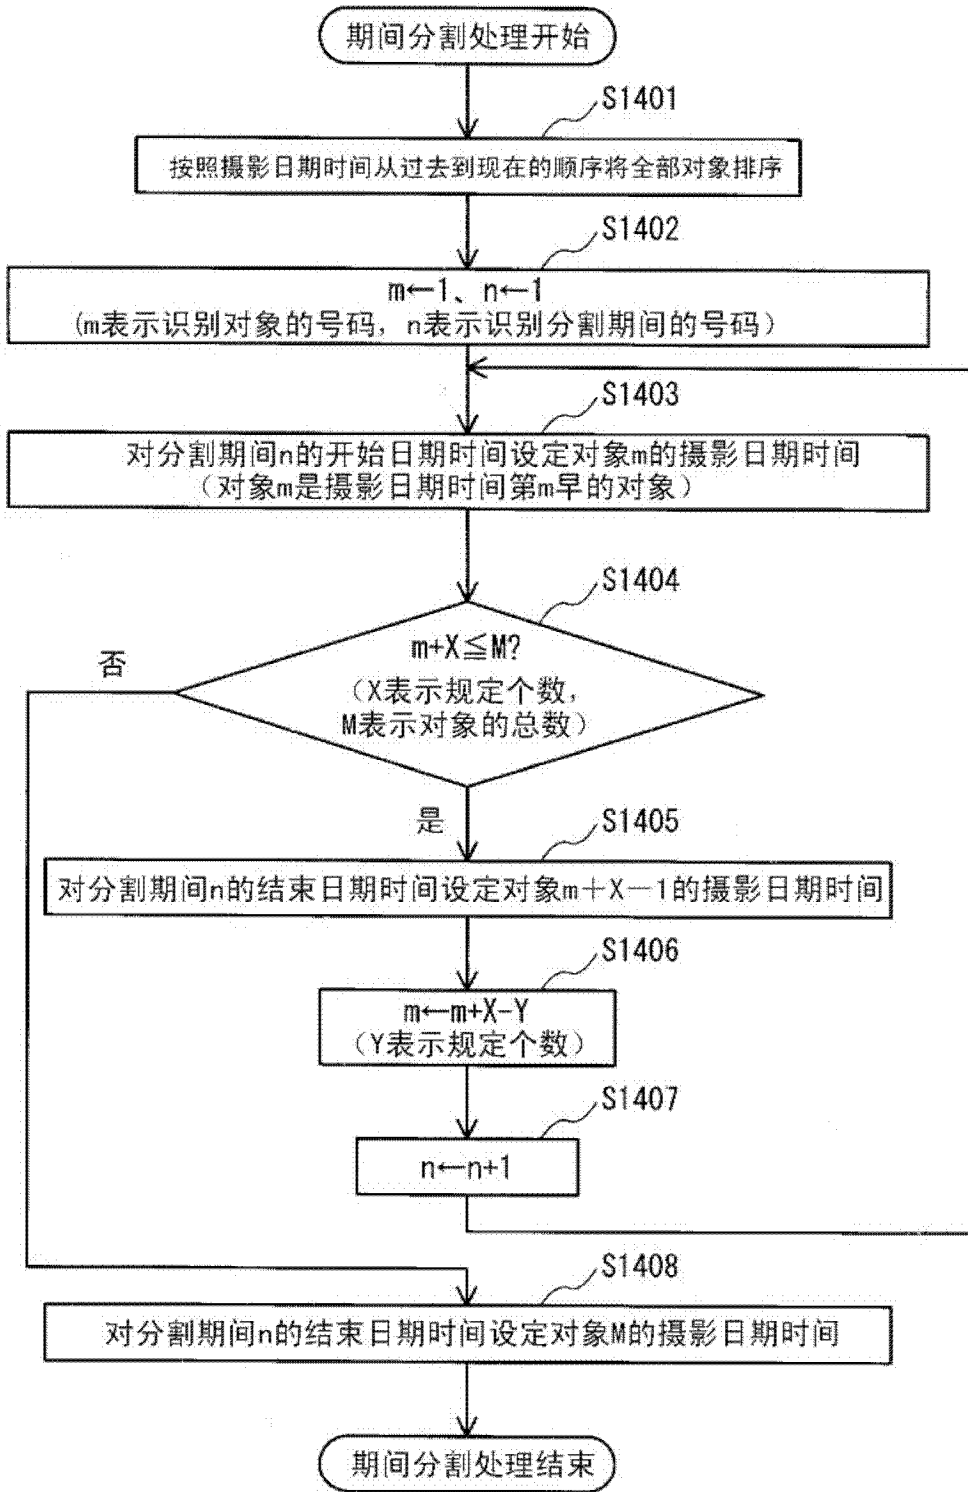 期间分割处理开始
S1401
按照摄影日期时间从过去到现在的顺序将全部对象排序
S1402
m←1、n←1
(m表示识别对象的号码, n表示识别分割期间的号码)
S1403
对分割期间n的开始日期时间设定对象m的摄影日期时间
(对象m是摄影日期时间第m早的对象)
S1404
否
m+X≦M?
(X表示规定个数,
M表示对象的总数)
是
S1405
对分割期间n的结束日期时间设定对象m+X-1的摄影日期时间
S1406
m←m+X-Y
(Y表示规定个数)
S1407
n←n+1
S1408
对分割期间n的结束日期时间设定对象M的摄影日期时间
期间分割处理结束